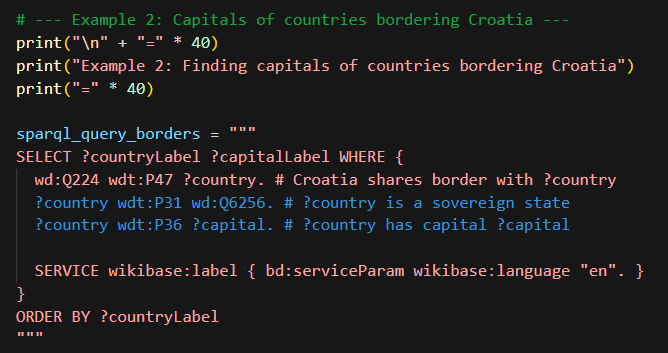 # --- Example 2: Capitals of countries bordering Croatia ---
print("\n" + "=" * 40)
print("Example 2: Finding capitals of countries bordering Croatia")
print("=" * 40)

sparql_query_borders = """
SELECT ?countryLabel ?capitalLabel WHERE {
  wd:Q224 wdt:P47 ?country. # Croatia shares border with ?country
  ?country wdt:P31 wd:Q6256. # ?country is a sovereign state
  ?country wdt:P36 ?capital. # ?country has capital ?capital

  SERVICE wikibase:label { bd:serviceParam wikibase:language "en". }
}
ORDER BY ?countryLabel
"""